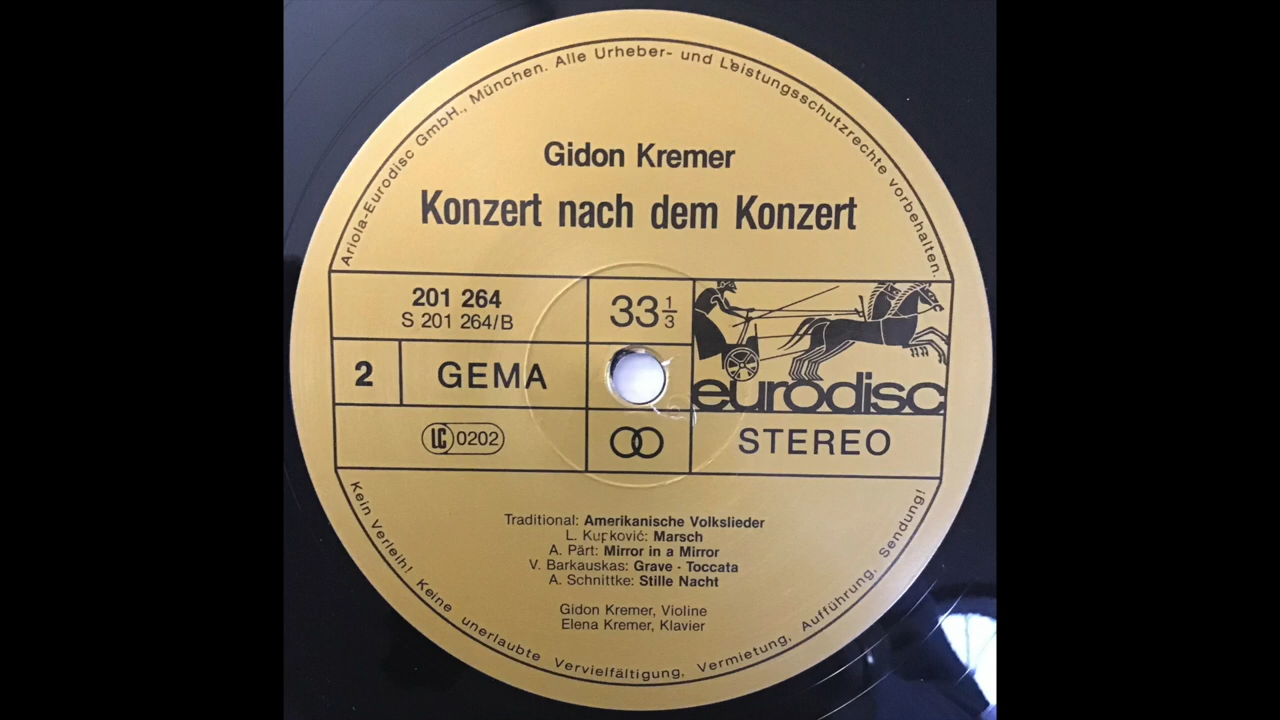 Ariola-Eurodisc GmbH., München. Alle Urheber- und Leistungsschutzrechte vorbehalten.
Gidon Kremer
Konzert nach dem Konzert
201 264
S 201 264/B
33 1/3
2
GEMA
eurodisc
LC 0202
STEREO
Traditional: Amerikanische Volkslieder
L. Kupković: Marsch
A. Pärt: Mirror in a Mirror
V. Barkauskas: Grave - Toccata
A. Schnittke: Stille Nacht
Gidon Kremer, Violine
Elena Kremer, Klavier
Kein Verleih! Keine unerlaubte Vervielfältigung, Vermietung, Aufführung, Sendung!